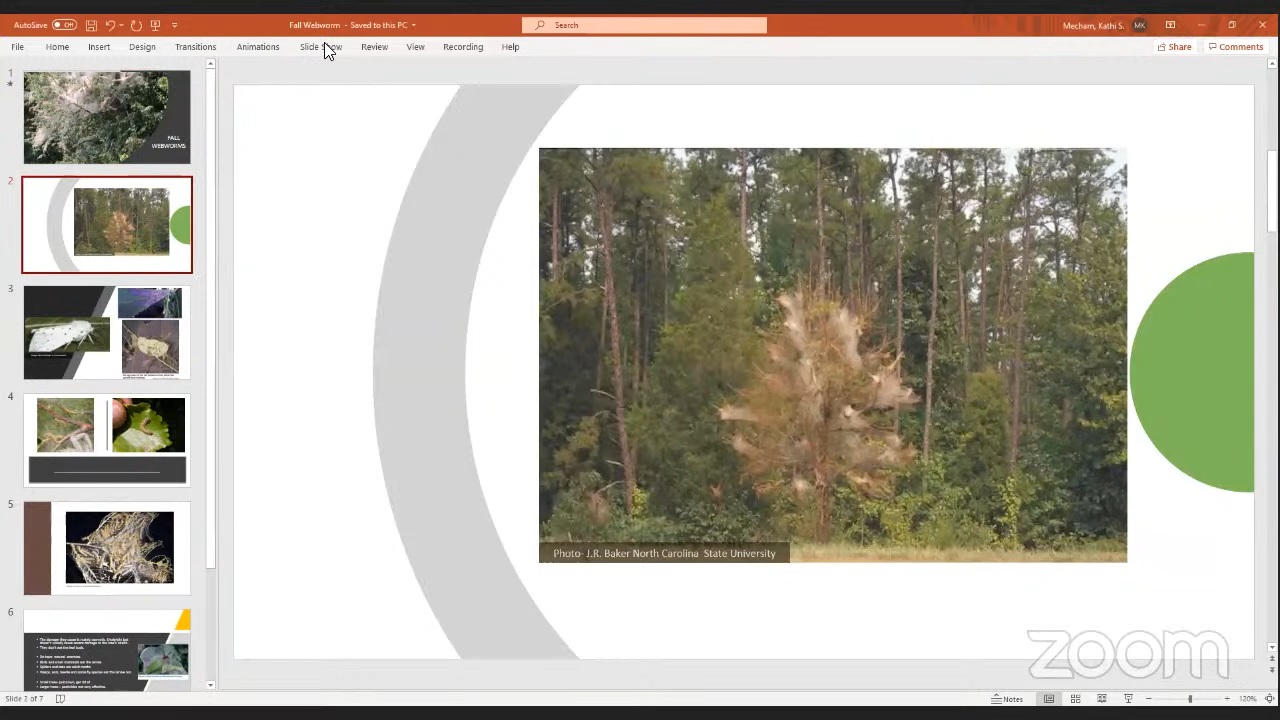 AutoSave Off
Fall Webworm - Saved to this PC
Search
Mecham, Kathi S. MK
File Home Insert Design Transitions Animations Slide Show Review View Recording Help
Share Comments
1
FALL
WEBWORMS
2
3
4
5
6
Photo- J.R. Baker North Carolina State University
zoom
Slide 2 of 7
Notes
120%